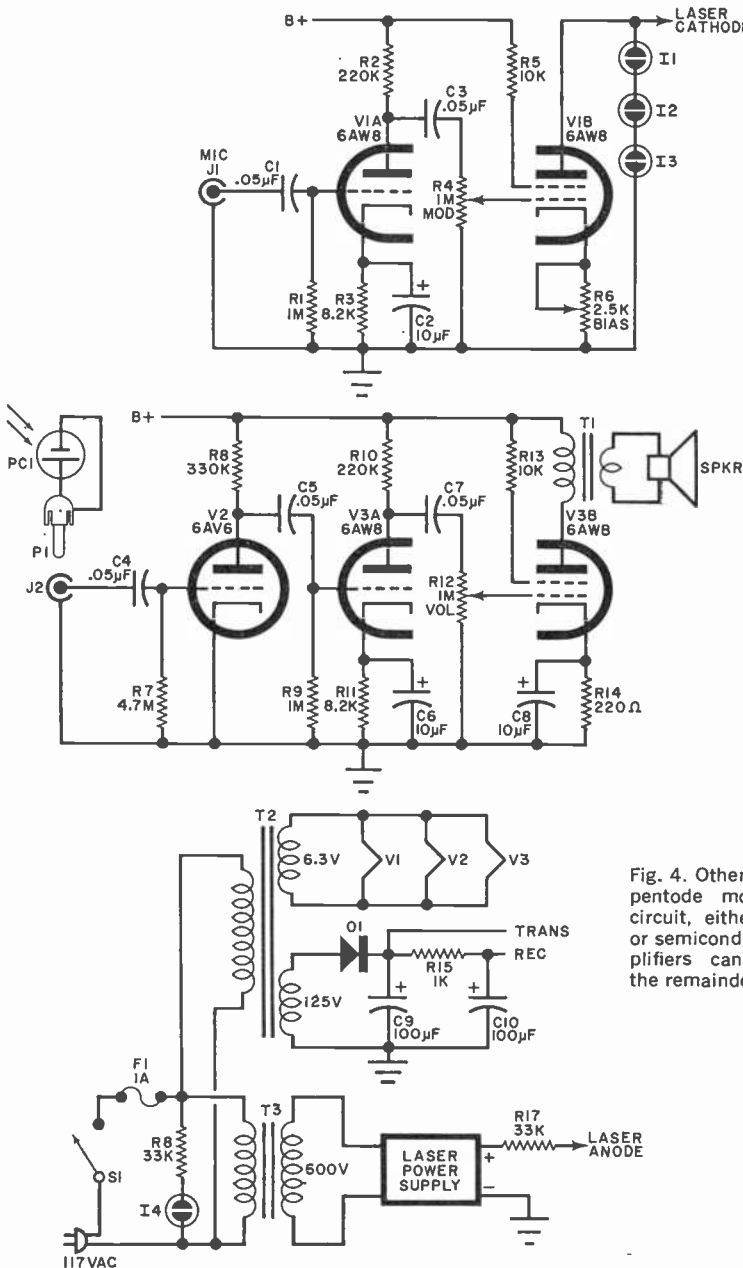 B+
LASER
CATHODE
R2
220K
R5
10K
I1
C3
.05µF
V1A
6AW8
V1B
6AW8
I2
MIC
J1
C1
.05µF
R4
1M
MOD
I3
R1
1M
R3
8.2K
+
C2
10µF
R6
2.5K
BIAS
B+
T1
PC1
R8
330K
R10
220K
R13
10K
SPKR
C5
.05µF
C7
.05µF
P1
V2
6AV6
V3A
6AW8
V3B
6AW8
C4
.05µF
J2
R12
1M
VOL
R7
4.7M
R9
1M
R11
8.2K
+
C6
10µF
+
C8
10µF
R14
220Ω
T2
6.3V
V1
V2
V3
Fig. 4. Other
pentode mo
circuit, either
or semicond
plifiers can
the remainde
D1
TRANS
REC
125V
R15
1K
+
C9
100µF
+
C10
100µF
F1
1A
T3
R17
33K
R8
33K
LASER
ANODE
600V
LASER
POWER
SUPPLY
+
−
S1
I4
117VAC